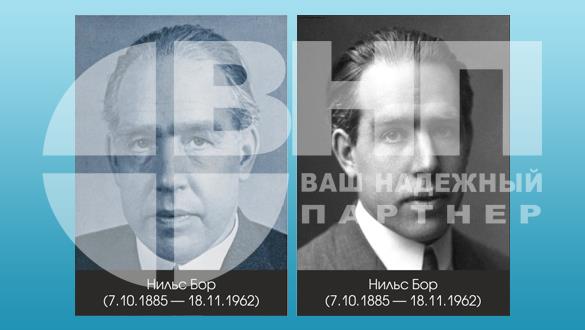 ВНП
ВАШ НАДЕЖНЫЙ
ПАРТНЕР
Нильс Бор
(7.10.1885 — 18.11.1962)
Нильс Бор
(7.10.1885 — 18.11.1962)